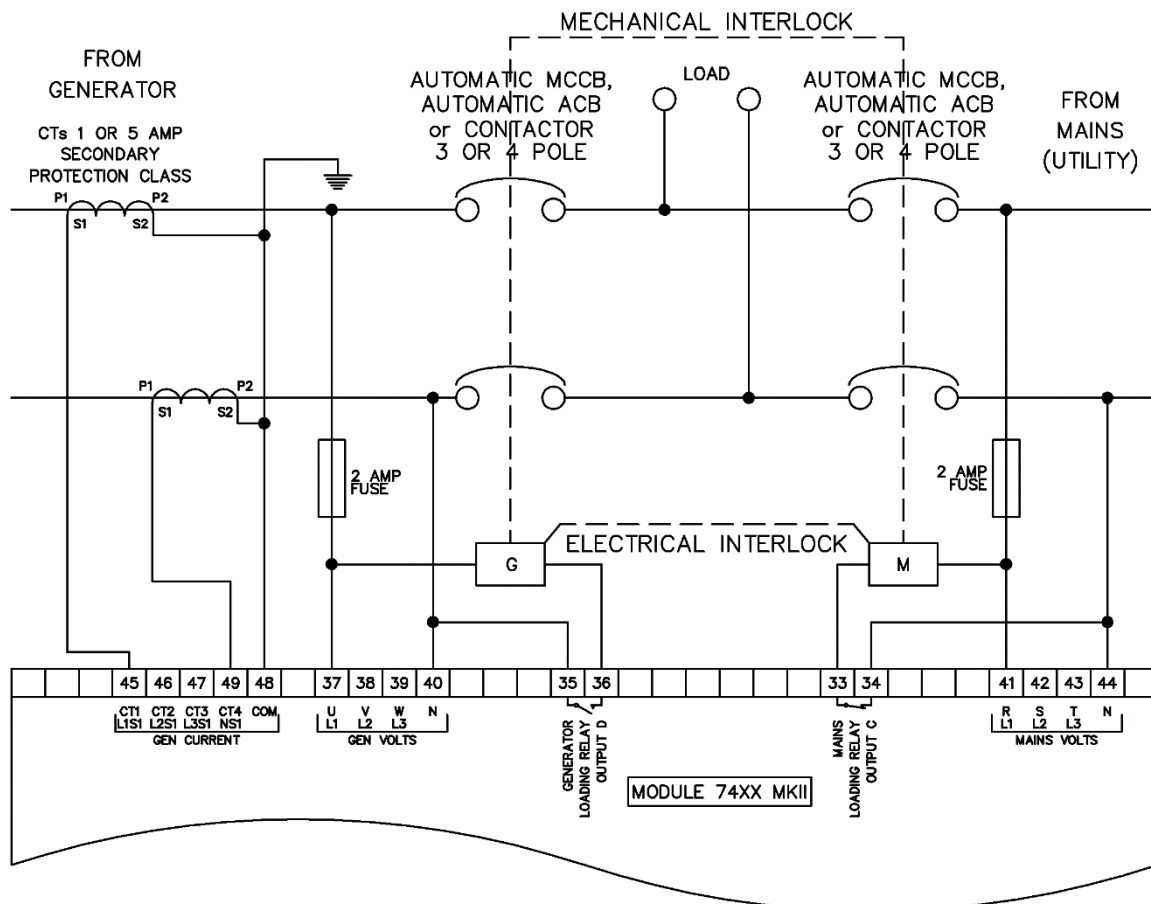 MECHANICAL INTERLOCK
FROM
GENERATOR
CTs 1 OR 5 AMP
SECONDARY
PROTECTION CLASS
AUTOMATIC MCCB,
AUTOMATIC ACB
or CONTACTOR
3 OR 4 POLE
LOAD
AUTOMATIC MCCB,
AUTOMATIC ACB
or CONTACTOR
3 OR 4 POLE
FROM
MAINS
(UTILITY)
P1 P2
S1 S2
P1 P2
S1 S2
2 AMP
FUSE
2 AMP
FUSE
ELECTRICAL INTERLOCK
G
M
45 46 47 49 48 37 38 39 40 35 36 33 34 41 42 43 44
CT1 CT2 CT3 CT4 COM
L1S1 L2S1 L3S1 NS1
GEN CURRENT
U V W N
L1 L2 L3
GEN VOLTS
GENERATOR
LOADING RELAY
OUTPUT D
MAINS
LOADING RELAY
OUTPUT C
R S T N
L1 L2 L3
MAINS VOLTS
MODULE 74XX MKII